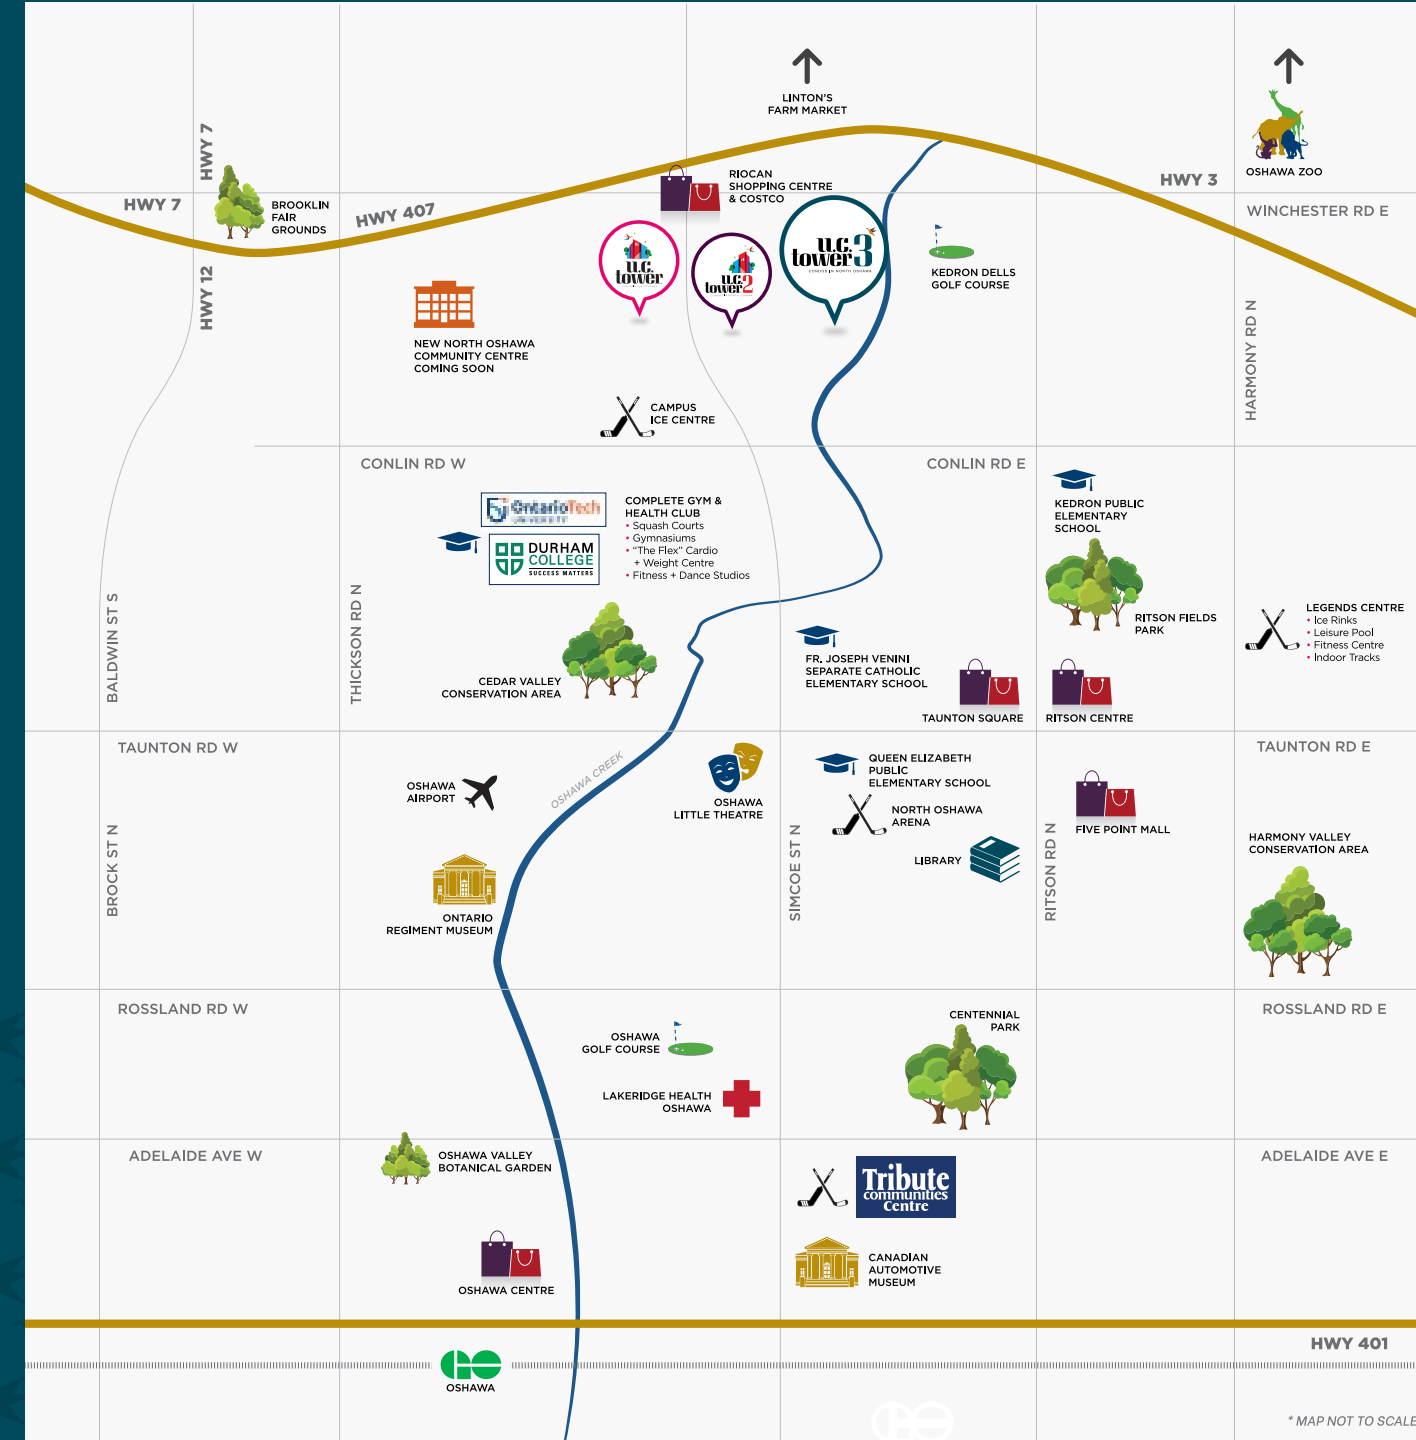 LINTON'S
FARM MARKET
OSHAWA ZOO
HWY 7
HWY 7
BROOKLIN
FAIR
GROUNDS
HWY 407
RIOCAN
SHOPPING CENTRE
& COSTCO
HWY 3
WINCHESTER RD E
HWY 12
u.c.
tower
u.c.
tower2
u.c.
tower3
CONDOS IN NORTH OSHAWA
KEDRON DELLS
GOLF COURSE
NEW NORTH OSHAWA
COMMUNITY CENTRE
COMING SOON
HARMONY RD N
CAMPUS
ICE CENTRE
CONLIN RD W
CONLIN RD E
OntarioTech
UNIVERSITY
DURHAM
COLLEGE
SUCCESS MATTERS
COMPLETE GYM &
HEALTH CLUB
• Squash Courts
• Gymnasiums
• "The Flex" Cardio
+ Weight Centre
• Fitness + Dance Studios
KEDRON PUBLIC
ELEMENTARY
SCHOOL
RITSON FIELDS
PARK
LEGENDS CENTRE
• Ice Rinks
• Leisure Pool
• Fitness Centre
• Indoor Tracks
BALDWIN ST S
THICKSON RD N
CEDAR VALLEY
CONSERVATION AREA
FR. JOSEPH VENINI
SEPARATE CATHOLIC
ELEMENTARY SCHOOL
TAUNTON SQUARE
RITSON CENTRE
TAUNTON RD W
TAUNTON RD E
OSHAWA
AIRPORT
OSHAWA CREEK
OSHAWA
LITTLE THEATRE
QUEEN ELIZABETH
PUBLIC
ELEMENTARY SCHOOL
NORTH OSHAWA
ARENA
LIBRARY
FIVE POINT MALL
HARMONY VALLEY
CONSERVATION AREA
BROCK ST N
SIMCOE ST N
RITSON RD N
ONTARIO
REGIMENT MUSEUM
ROSSLAND RD W
ROSSLAND RD E
OSHAWA
GOLF COURSE
CENTENNIAL
PARK
LAKERIDGE HEALTH
OSHAWA
ADELAIDE AVE W
ADELAIDE AVE E
OSHAWA VALLEY
BOTANICAL GARDEN
Tribute
communities
Centre
CANADIAN
AUTOMOTIVE
MUSEUM
OSHAWA CENTRE
HWY 401
GO
OSHAWA
* MAP NOT TO SCALE